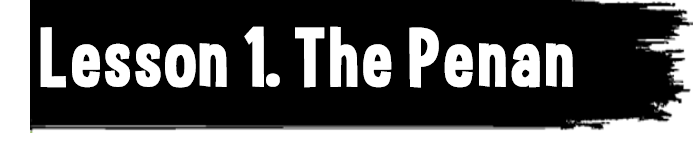 Lesson 1. The Penan